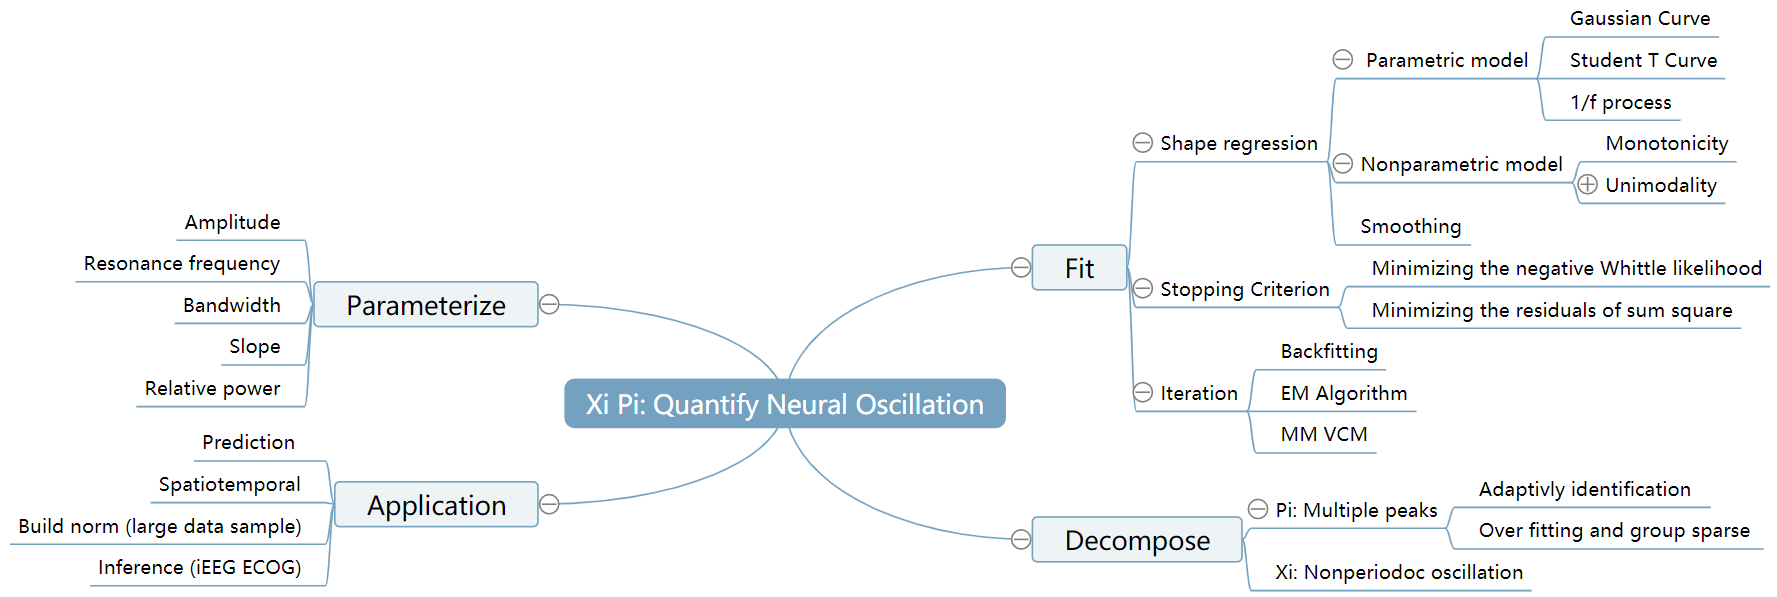 Xi Pi: Quantify Neural Oscillation
Fit
Shape regression
Parametric model
Gaussian Curve
Student T Curve
1/f process
Nonparametric model
Monotonicity
Unimodality
Smoothing
Stopping Criterion
Minimizing the negative Whittle likelihood
Minimizing the residuals of sum square
Iteration
Backfitting
EM Algorithm
MM VCM
Decompose
Pi: Multiple peaks
Adaptivly identification
Over fitting and group sparse
Xi: Nonperiodoc oscillation
Parameterize
Amplitude
Resonance frequency
Bandwidth
Slope
Relative power
Application
Prediction
Spatiotemporal
Build norm (large data sample)
Inference (iEEG ECOG)